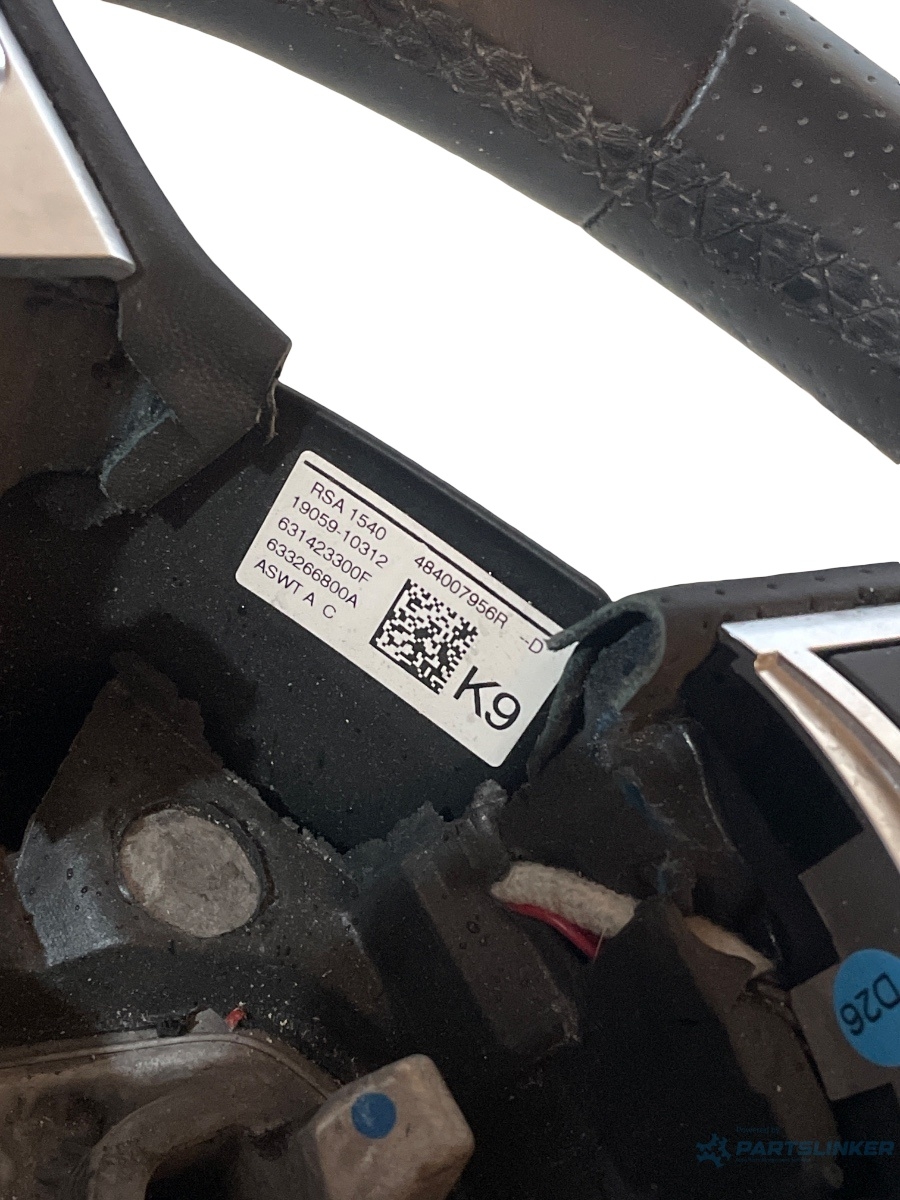 RSA 1540
19059-10312
631423300F
633266800A
ASWT A C
484007956R --D
K9
D26
PARTSLINKER